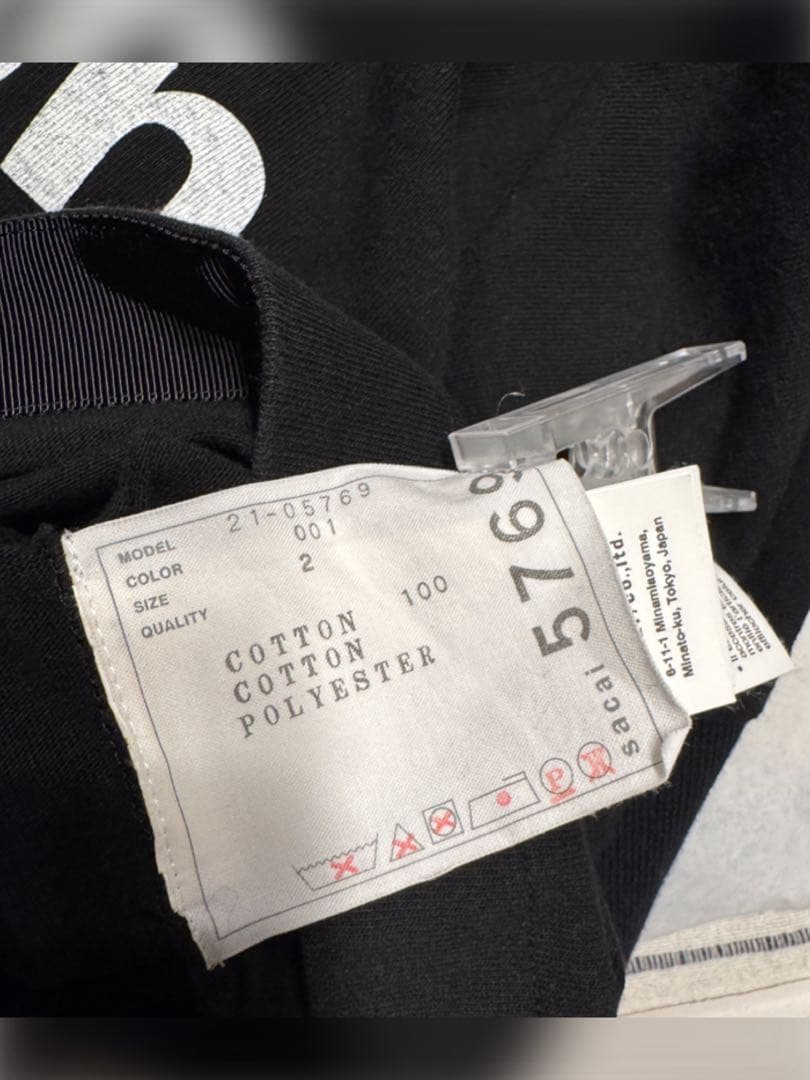 MODEL 21-05769
COLOR 001
SIZE 2
QUALITY
COTTON 100
COTTON
POLYESTER
5769
sacai
P
W
6-11-1 Minamiaoyama,
Minato-ku, Tokyo, Japan